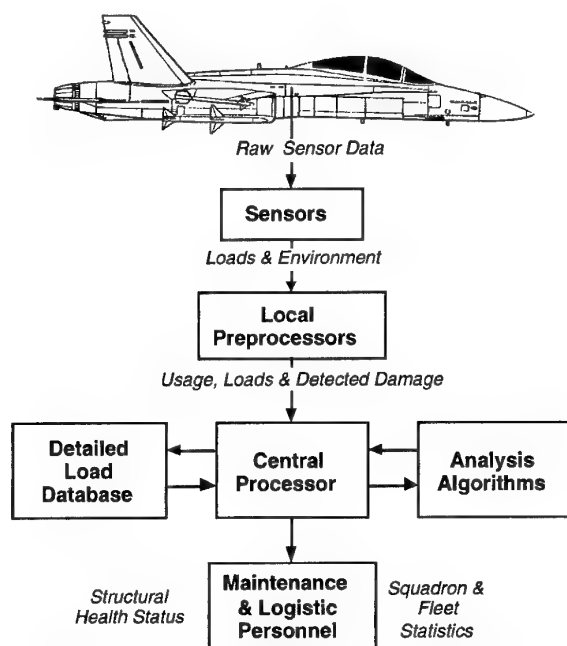 Raw Sensor Data
Sensors
Loads & Environment
Local
Preprocessors
Usage, Loads & Detected Damage
Detailed
Load
Database
Central
Processor
Analysis
Algorithms
Structural
Health Status
Maintenance
& Logistic
Personnel
Squadron &
Fleet
Statistics